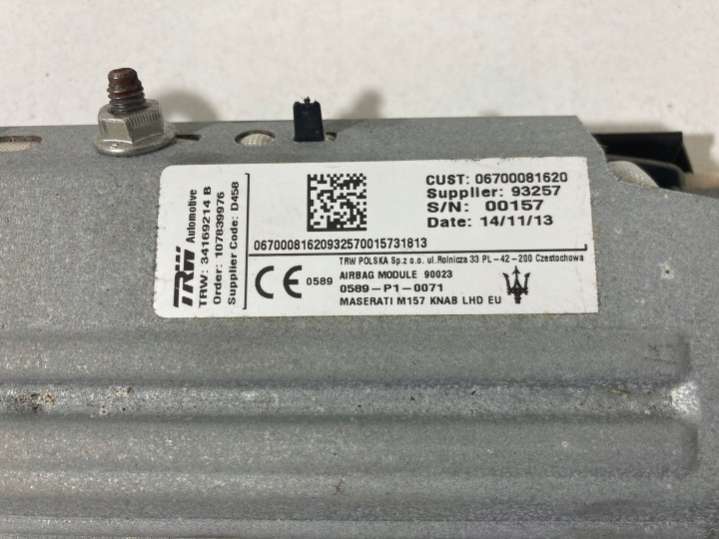 TRW Automotive
TRW: 34169214 B
Order: 107839976
Supplier Code: D458
CUST: 06700081620
Supplier: 93257
S/N: 00157
Date: 14/11/13
06700081620932570015731813
TRW POLSKA Sp.z o.o. ul.Rolnicza 33 PL-42-200 Czestochowa
CE 0589
AIRBAG MODULE 90023
0589-P1-0071
MASERATI M157 KNAB LHD EU